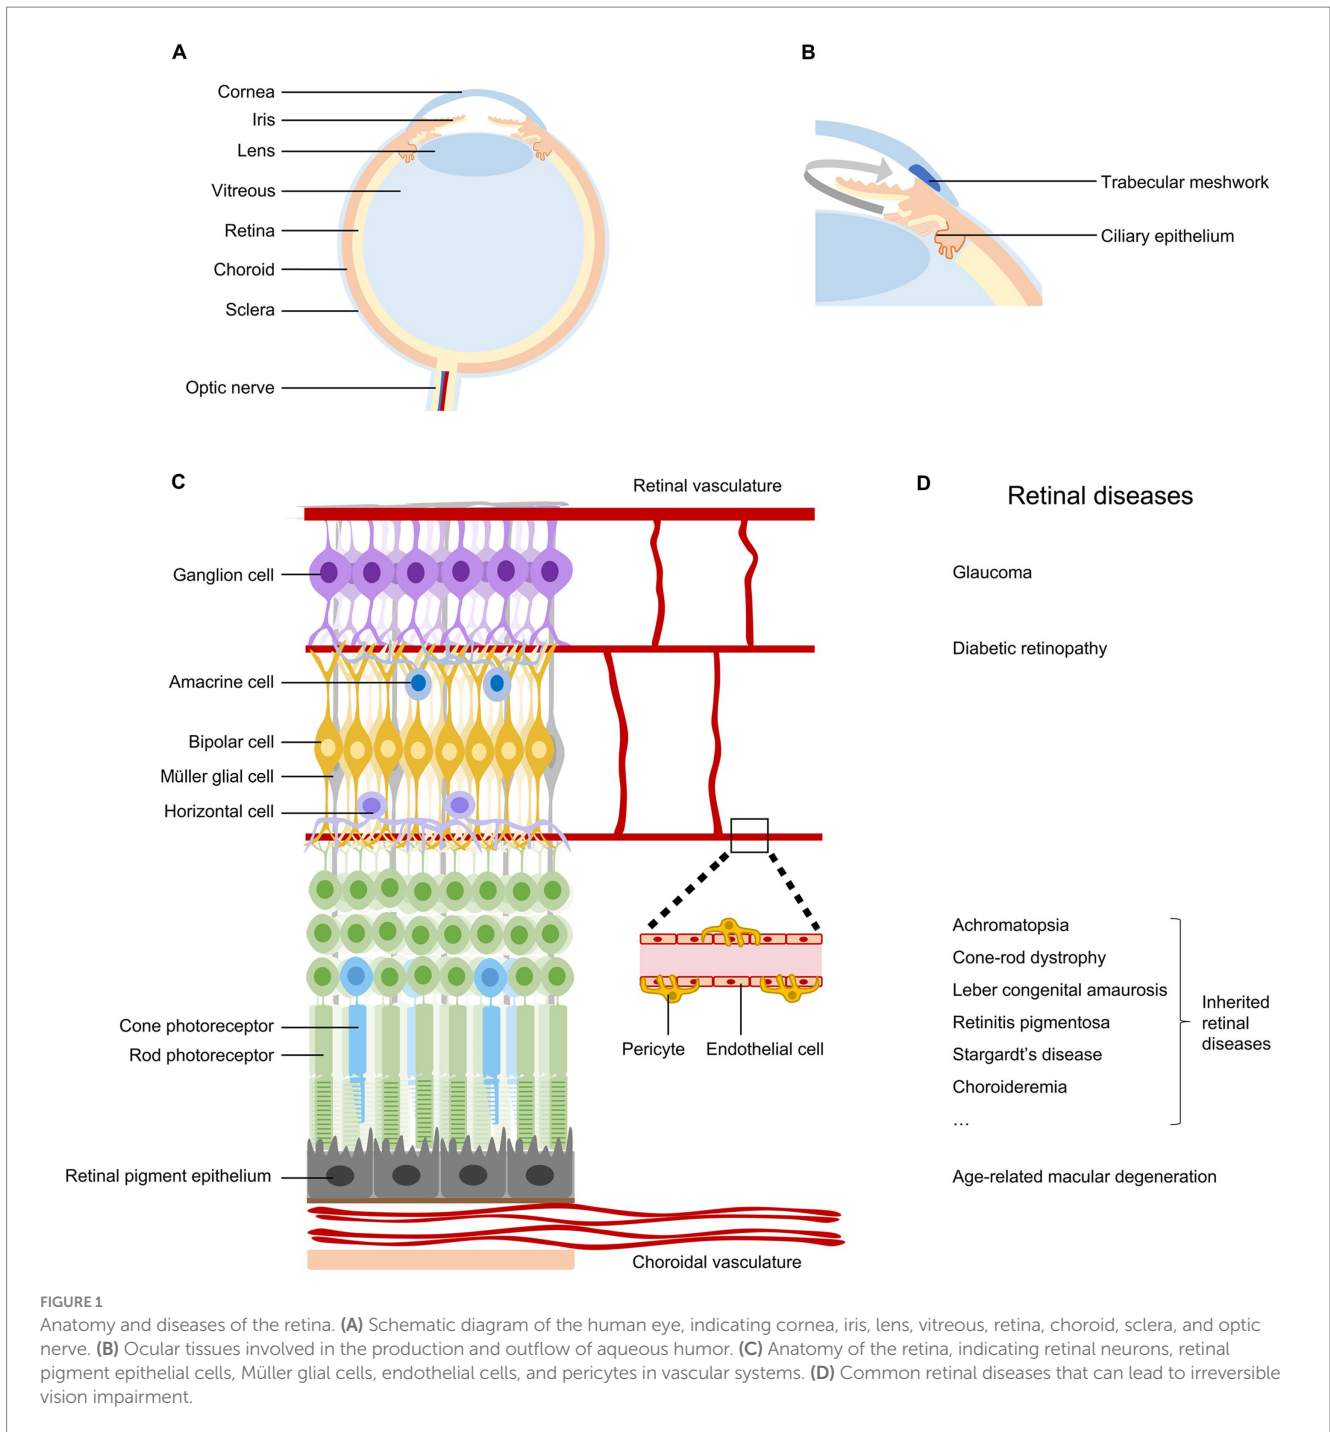 A
Cornea
Iris
Lens
Vitreous
Retina
Choroid
Sclera
Optic nerve
B
Trabecular meshwork
Ciliary epithelium
C
Retinal vasculature
Ganglion cell
Amacrine cell
Bipolar cell
Müller glial cell
Horizontal cell
Cone photoreceptor
Rod photoreceptor
Pericyte
Endothelial cell
Retinal pigment epithelium
Choroidal vasculature
D
Retinal diseases
Glaucoma
Diabetic retinopathy
Achromatopsia
Cone-rod dystrophy
Leber congenital amaurosis
Retinitis pigmentosa
Stargardt’s disease
Choroideremia
...
Inherited
retinal
diseases
Age-related macular degeneration
FIGURE 1
Anatomy and diseases of the retina. (A) Schematic diagram of the human eye, indicating cornea, iris, lens, vitreous, retina, choroid, sclera, and optic
nerve. (B) Ocular tissues involved in the production and outflow of aqueous humor. (C) Anatomy of the retina, indicating retinal neurons, retinal
pigment epithelial cells, Müller glial cells, endothelial cells, and pericytes in vascular systems. (D) Common retinal diseases that can lead to irreversible
vision impairment.